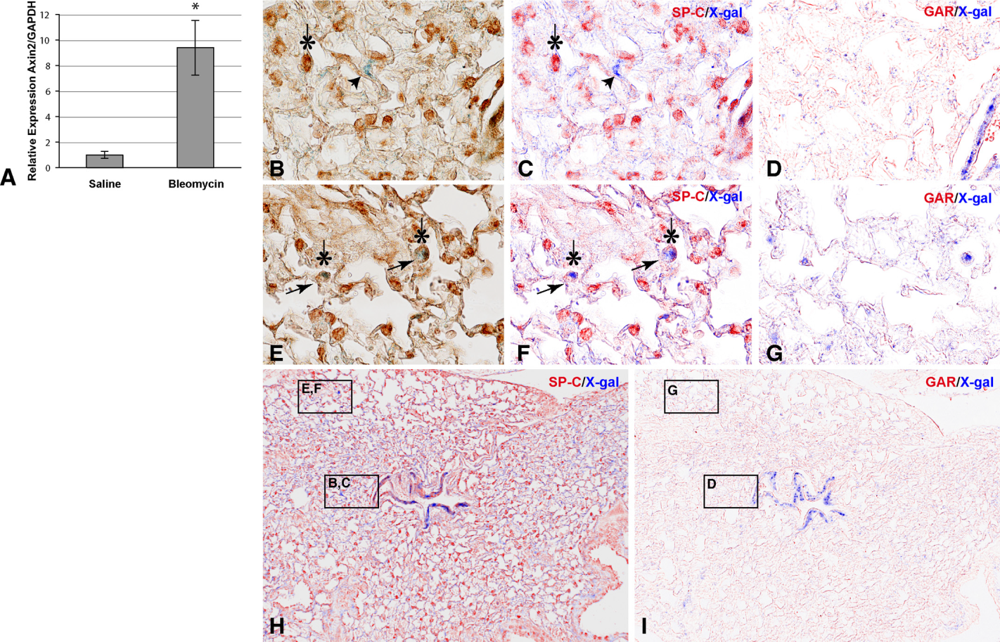 A
Relative Expression Axin2/GAPDH
12
10
8
6
4
2
0
*
Saline
Bleomycin
B
*
SP-C/X-gal
C
*
GAR/X-gal
D
E
*
*
SP-C/X-gal
F
*
*
GAR/X-gal
G
SP-C/X-gal
E,F
B,C
H
GAR/X-gal
G
D
I